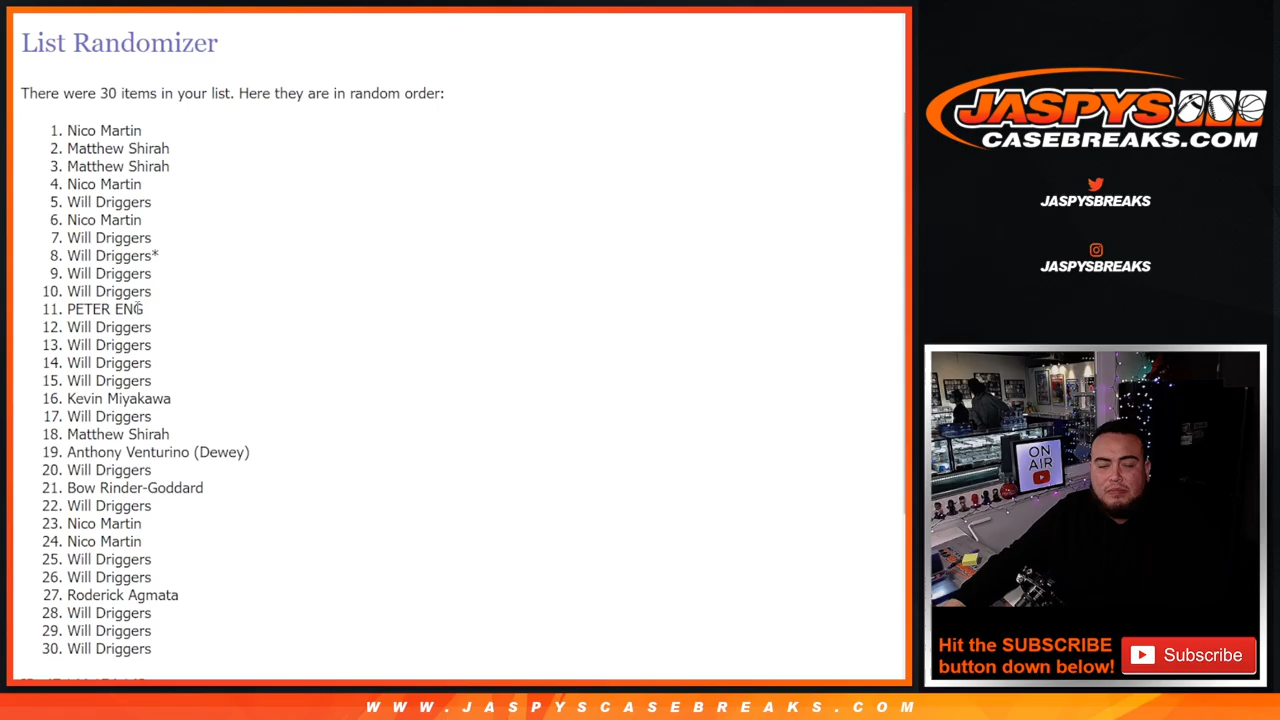 List Randomizer
There were 30 items in your list. Here they are in random order:
1. Nico Martin
2. Matthew Shirah
3. Matthew Shirah
4. Nico Martin
5. Will Driggers
6. Nico Martin
7. Will Driggers
8. Will Driggers*
9. Will Driggers
10. Will Driggers
11. PETER ENG
12. Will Driggers
13. Will Driggers
14. Will Driggers
15. Will Driggers
16. Kevin Miyakawa
17. Will Driggers
18. Matthew Shirah
19. Anthony Venturino (Dewey)
20. Will Driggers
21. Bow Rinder-Goddard
22. Will Driggers
23. Nico Martin
24. Nico Martin
25. Will Driggers
26. Will Driggers
27. Roderick Agmata
28. Will Driggers
29. Will Driggers
30. Will Driggers
JASPYS
CASEBREAKS.COM
JASPYSBREAKS
JASPYSBREAKS
ON
AIR
Hit the SUBSCRIBE
button down below!
Subscribe
WWW.JASPYSCASEBREAKS.COM